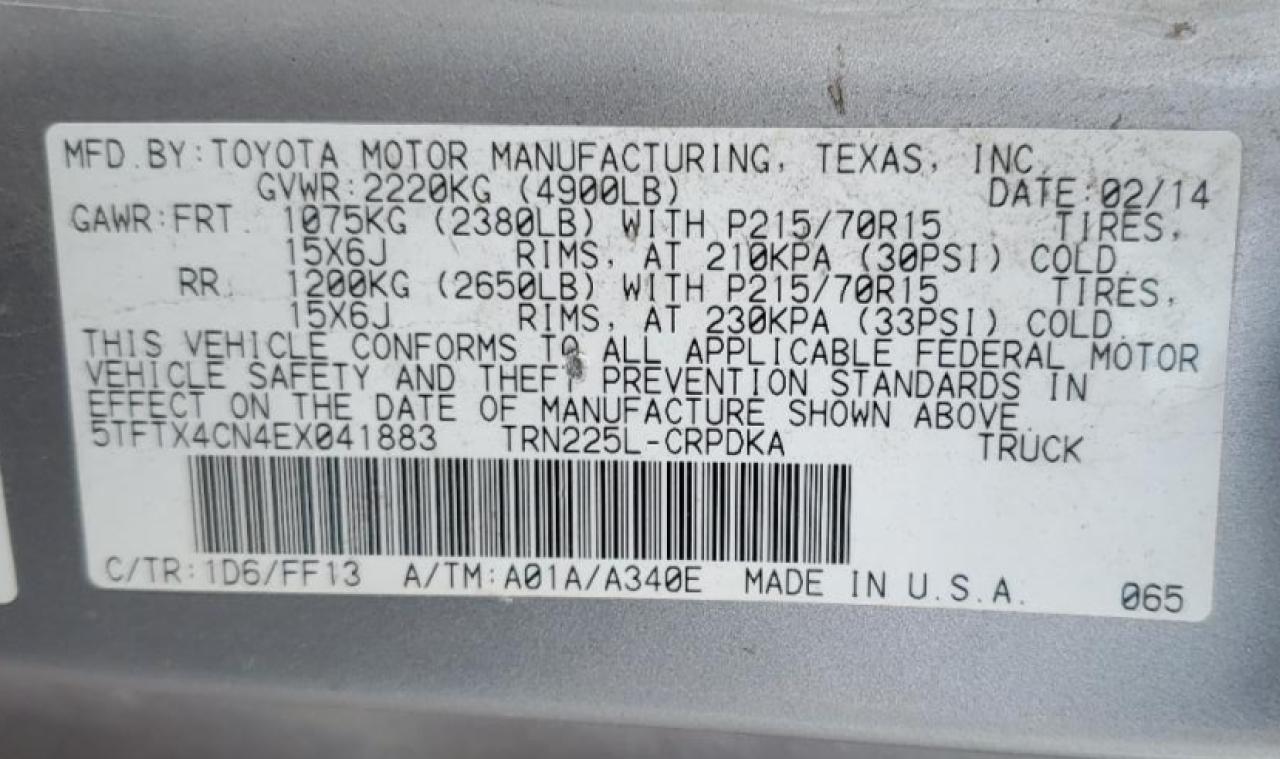 MFD.BY:TOYOTA MOTOR MANUFACTURING, TEXAS, INC.
GVWR:2220KG (4900LB) DATE:02/14
GAWR:FRT. 1075KG (2380LB) WITH P215/70R15 TIRES,
15X6J RIMS, AT 210KPA (30PSI) COLD.
RR. 1200KG (2650LB) WITH P215/70R15 TIRES,
15X6J RIMS, AT 230KPA (33PSI) COLD.
THIS VEHICLE CONFORMS TO ALL APPLICABLE FEDERAL MOTOR
VEHICLE SAFETY AND THEFT PREVENTION STANDARDS IN
EFFECT ON THE DATE OF MANUFACTURE SHOWN ABOVE.
5TFTX4CN4EX041883 TRN225L-CRPDKA TRUCK
C/TR:1D6/FF13 A/TM:A01A/A340E MADE IN U.S.A. 065